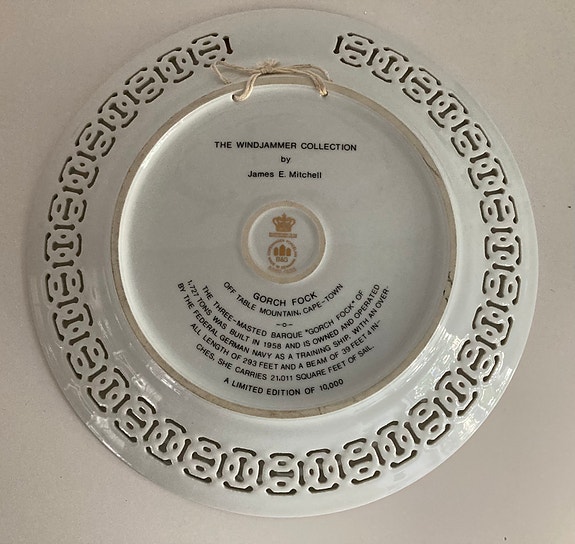 THE WINDJAMMER COLLECTION
by
James E. Mitchell
1863
GORCH FOCK
OFF TABLE MOUNTAIN, CAPE-TOWN
-o-
THE THREE-MASTED BARQUE "GORCH FOCK" OF
1,727 TONS WAS BUILT IN 1958 AND IS OWNED AND OPERATED
BY THE FEDERAL GERMAN NAVY AS A TRAINING SHIP. WITH AN OVER-
ALL LENGTH OF 293 FEET AND A BEAM OF 39 FEET 4 IN-
CHES, SHE CARRIES 21,011 SQUARE FEET OF SAIL.
A LIMITED EDITION OF 10,000